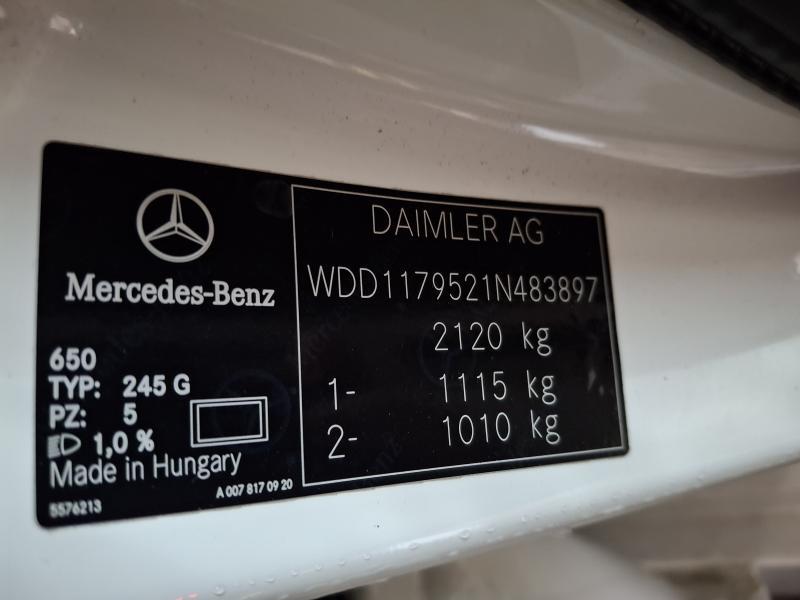 Mercedes-Benz
650
TYP: 245 G
PZ: 5
1,0 %
Made in Hungary
5576213
A 007 817 09 20
DAIMLER AG
WDD1179521N483897
2120 kg
1- 1115 kg
2- 1010 kg